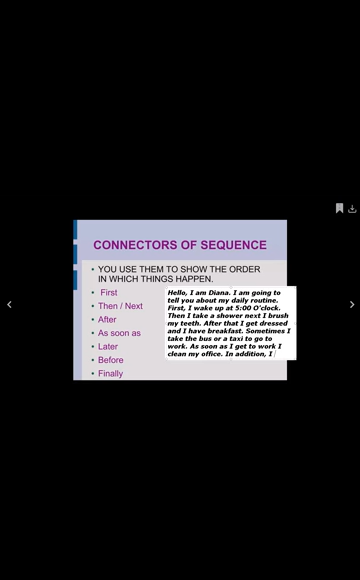 CONNECTORS OF SEQUENCE
• YOU USE THEM TO SHOW THE ORDER
IN WHICH THINGS HAPPEN.
• First
• Then / Next
• After
• As soon as
• Later
• Before
• Finally
Hello, I am Diana. I am going to
tell you about my daily routine.
First, I wake up at 5:00 O'clock.
Then I take a shower next I brush
my teeth. After that I get dressed
and I have breakfast. Sometimes I
take the bus or a taxi to go to
work. As soon as I get to work I
clean my office. In addition, I